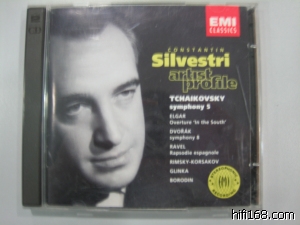 EMI
CLASSICS
CONSTANTIN
Silvestri
artist
profile
TCHAIKOVSKY
symphony 5
ELGAR
Overture 'In the South'
DVOŘÁK
symphony 8
RAVEL
Rapsodie espagnole
RIMSKY-KORSAKOV
GLINKA
BORODIN
EMI
hifi168.com